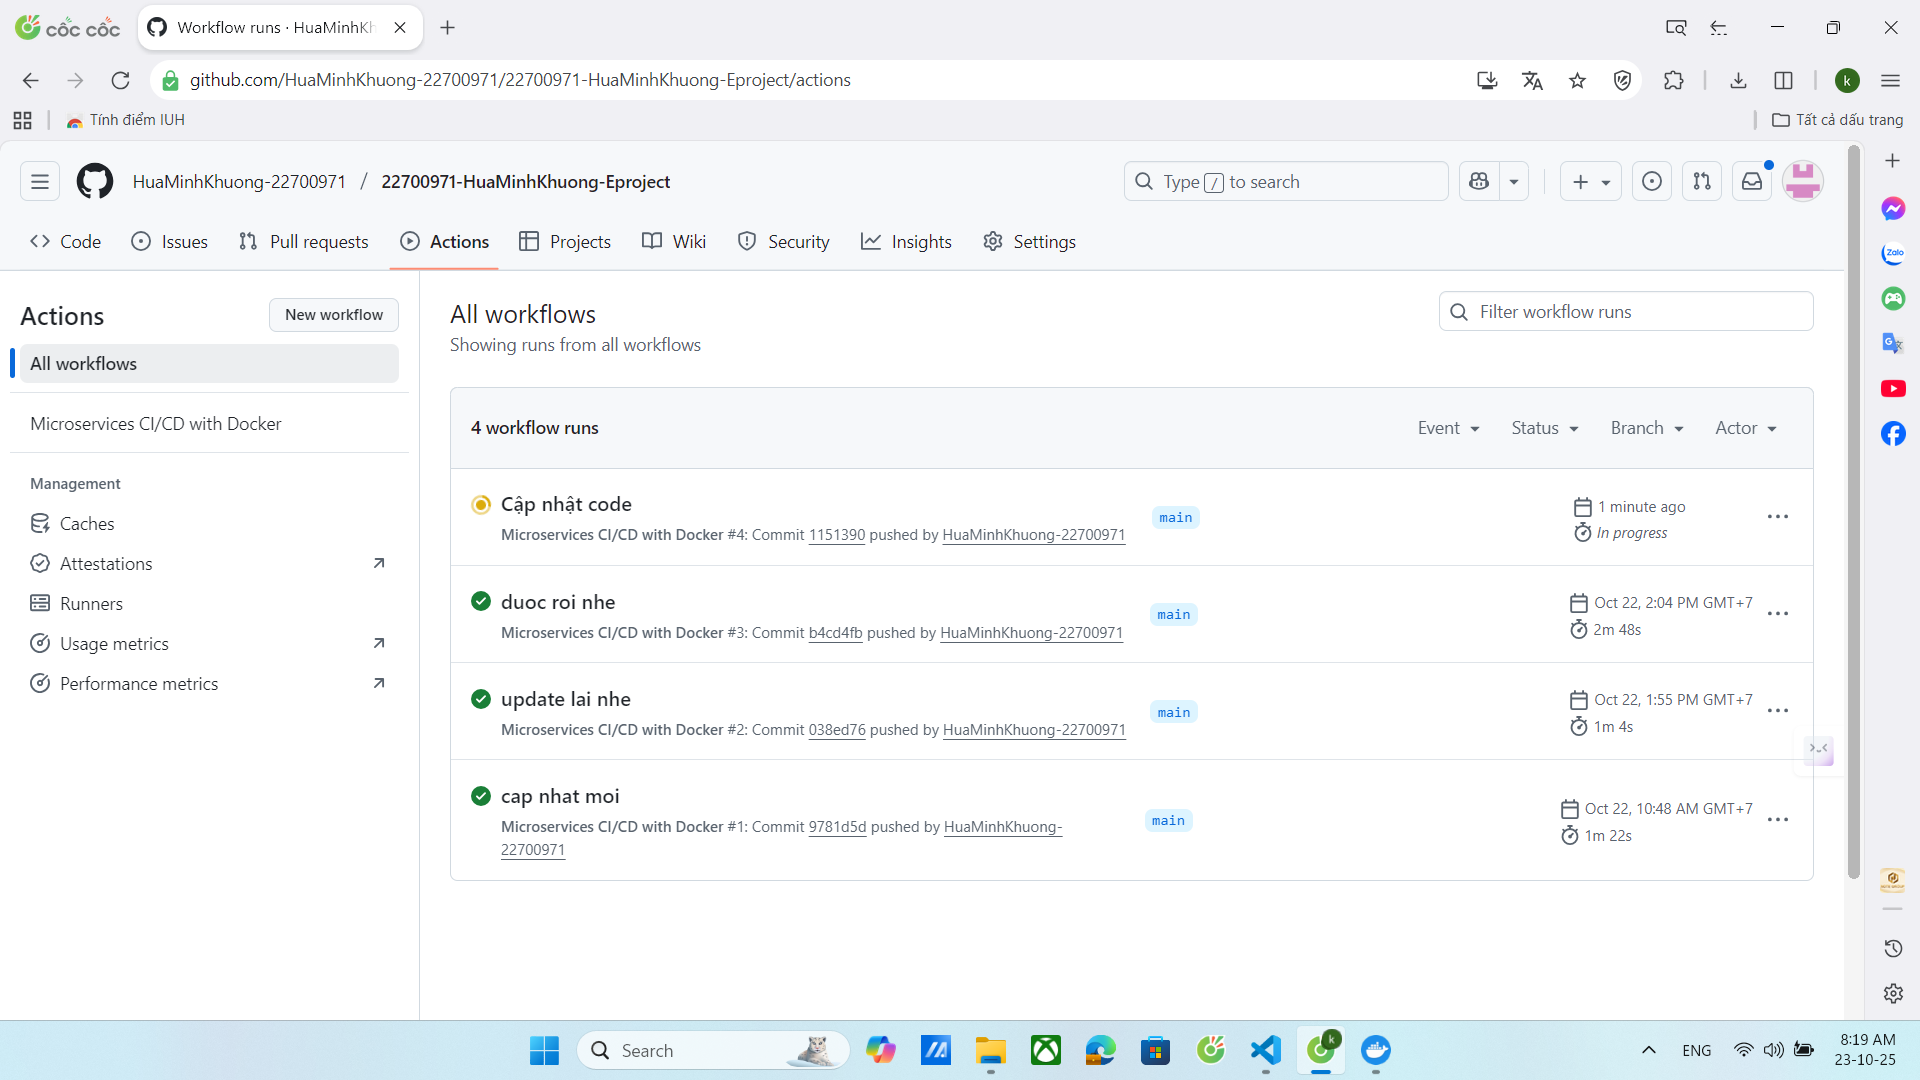 cốc cốc
Workflow runs · HuaMinhKh
github.com/HuaMinhKhuong-22700971/22700971-HuaMinhKhuong-Eproject/actions
k
Tính điểm IUH
Tất cả dấu trang
HuaMinhKhuong-22700971 / 22700971-HuaMinhKhuong-Eproject
Type / to search
Code
Issues
Pull requests
Actions
Projects
Wiki
Security
Insights
Settings
Zalo
Actions
New workflow
All workflows
Microservices CI/CD with Docker
Management
Caches
Attestations
Runners
Usage metrics
Performance metrics
All workflows
Showing runs from all workflows
Filter workflow runs
4 workflow runs
Event
Status
Branch
Actor
Cập nhật code
Microservices CI/CD with Docker #4: Commit 1151390 pushed by HuaMinhKhuong-22700971
main
1 minute ago
In progress
duoc roi nhe
Microservices CI/CD with Docker #3: Commit b4cd4fb pushed by HuaMinhKhuong-22700971
main
Oct 22, 2:04 PM GMT+7
2m 48s
update lai nhe
Microservices CI/CD with Docker #2: Commit 038ed76 pushed by HuaMinhKhuong-22700971
main
Oct 22, 1:55 PM GMT+7
1m 4s
cap nhat moi
Microservices CI/CD with Docker #1: Commit 9781d5d pushed by HuaMinhKhuong-
22700971
main
Oct 22, 10:48 AM GMT+7
1m 22s
Search
k
ENG
8:19 AM
23-10-25